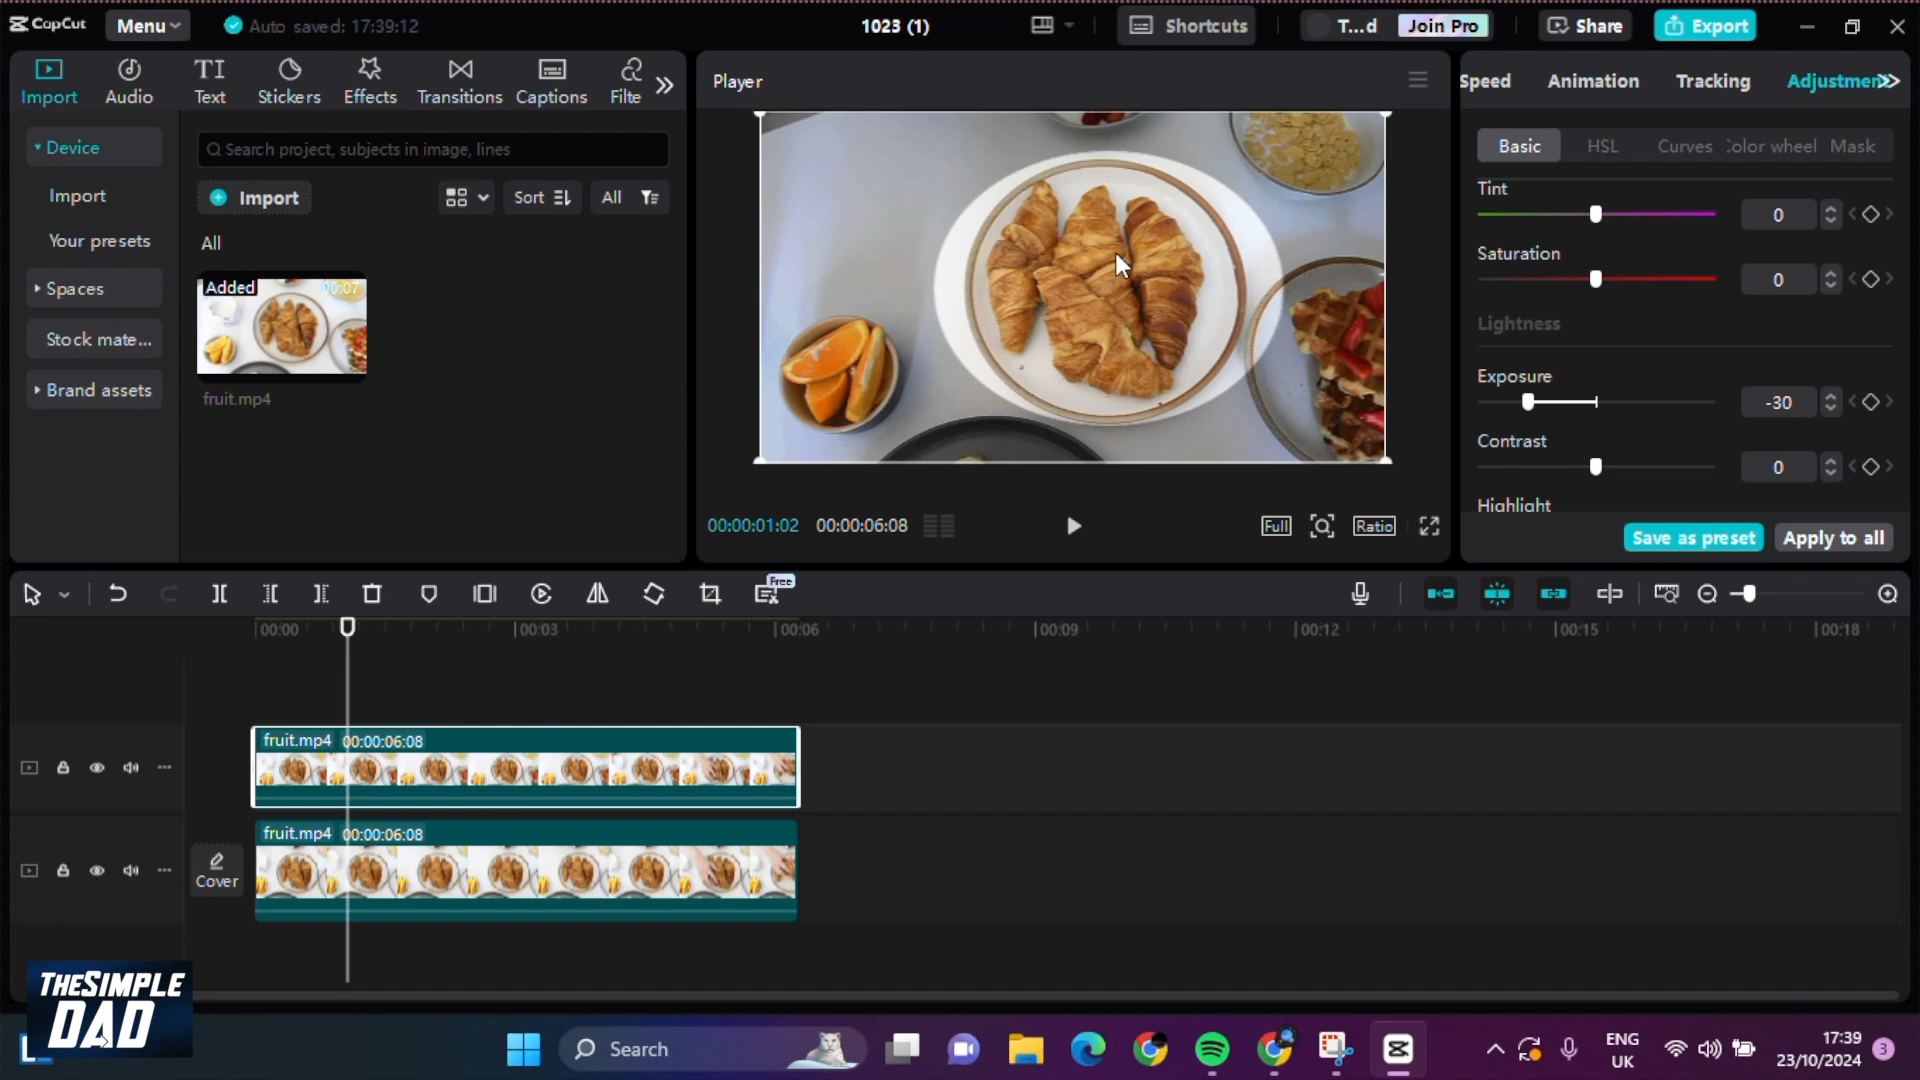 CapCut
Menu
Auto saved: 17:39:12
1023 (1)
Shortcuts
T...d
Join Pro
Share
Export
Import
Audio
TI
Text
Stickers
Effects
Transitions
Captions
Filte
Player
Speed
Animation
Tracking
Adjustment
Device
Import
Your presets
Spaces
Stock mate...
Brand assets
Search project, subjects in image, lines
Import
Sort
All
All
Added
00:07
fruit.mp4
00:00:01:02
00:00:06:08
Full
Ratio
Basic
HSL
Curves
Color wheel
Mask
Tint
0
Saturation
0
Lightness
Exposure
-30
Contrast
0
Highlight
Save as preset
Apply to all
Free
00:00
00:03
00:06
00:09
00:12
00:15
00:18
fruit.mp4 00:00:06:08
fruit.mp4 00:00:06:08
Cover
THE SIMPLE
DAD
Search
ENG
UK
17:39
23/10/2024
3